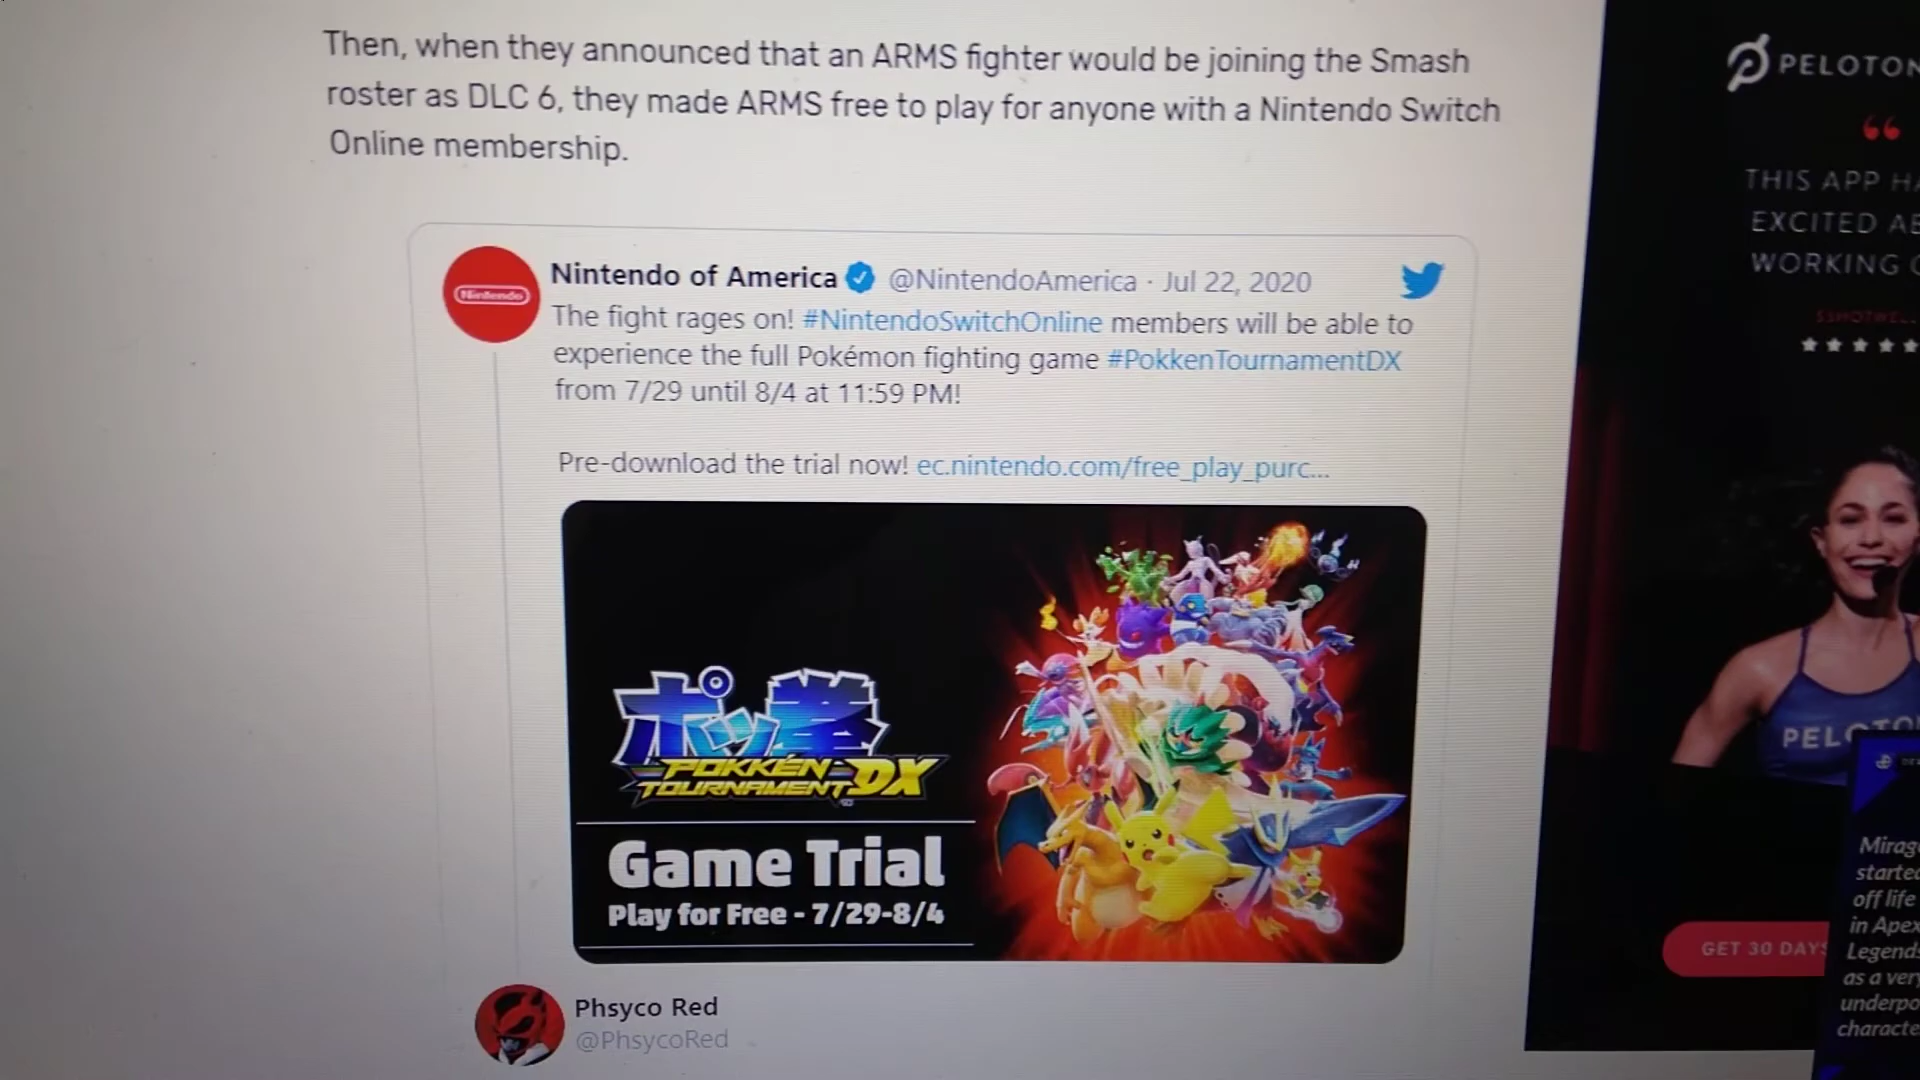 Then, when they announced that an ARMS fighter would be joining the Smash
roster as DLC 6, they made ARMS free to play for anyone with a Nintendo Switch
Online membership.
Nintendo
Nintendo of America @NintendoAmerica · Jul 22, 2020
The fight rages on! #NintendoSwitchOnline members will be able to
experience the full Pokémon fighting game #PokkenTournamentDX
from 7/29 until 8/4 at 11:59 PM!
Pre-download the trial now! ec.nintendo.com/free_play_purc...
ポッ拳
POKKÉN
TOURNAMENT DX
Game Trial
Play for Free - 7/29-8/4
Phsyco Red
@PhsycoRed
PELOTON
THIS APP HA
EXCITED AB
WORKING O
PELOTO
GET 30 DAYS
Mirag
started
off life
in Apex
Legends
as a very
underpo
characte